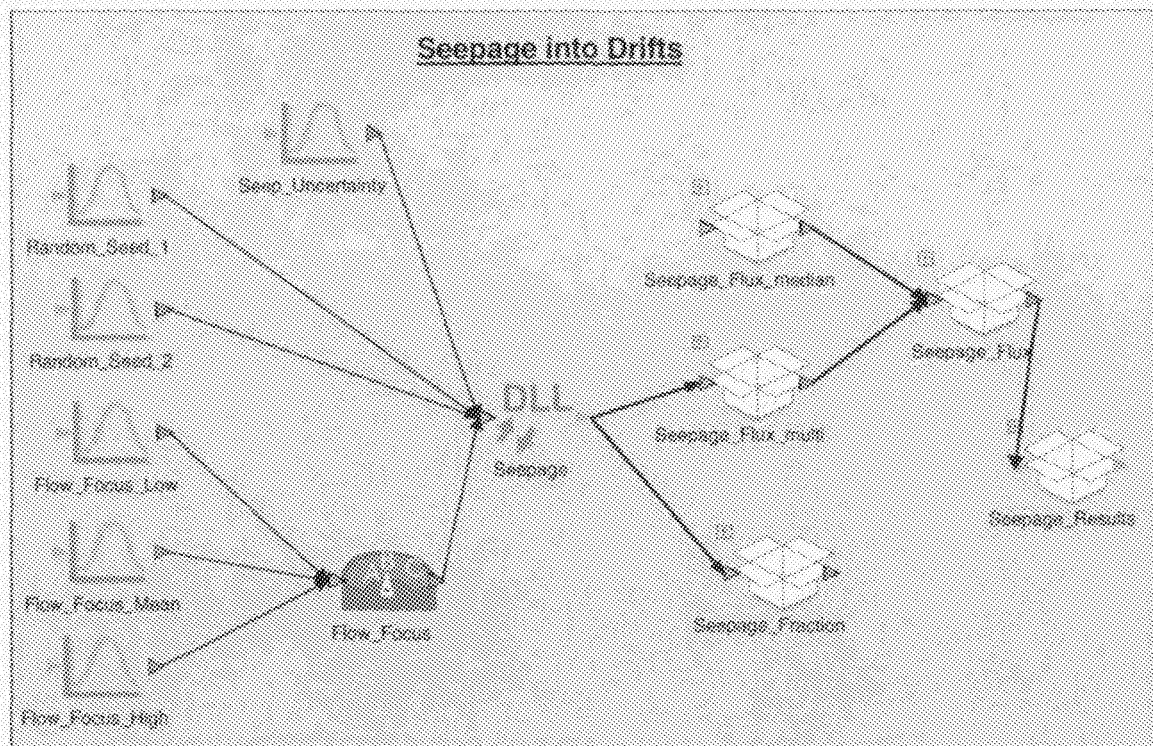 Seepage into Drifts
Seep_Uncertainty
Random_Seed_1
Seepage_Flux_median
Random_Seed_2
Seepage_Flux
DLL
Seepage_Flux_multi
Seepage
Flow_Focus_Low
Seepage_Results
Flow_Focus_Mean
Flow_Focus
Seepage_Fraction
Flow_Focus_High